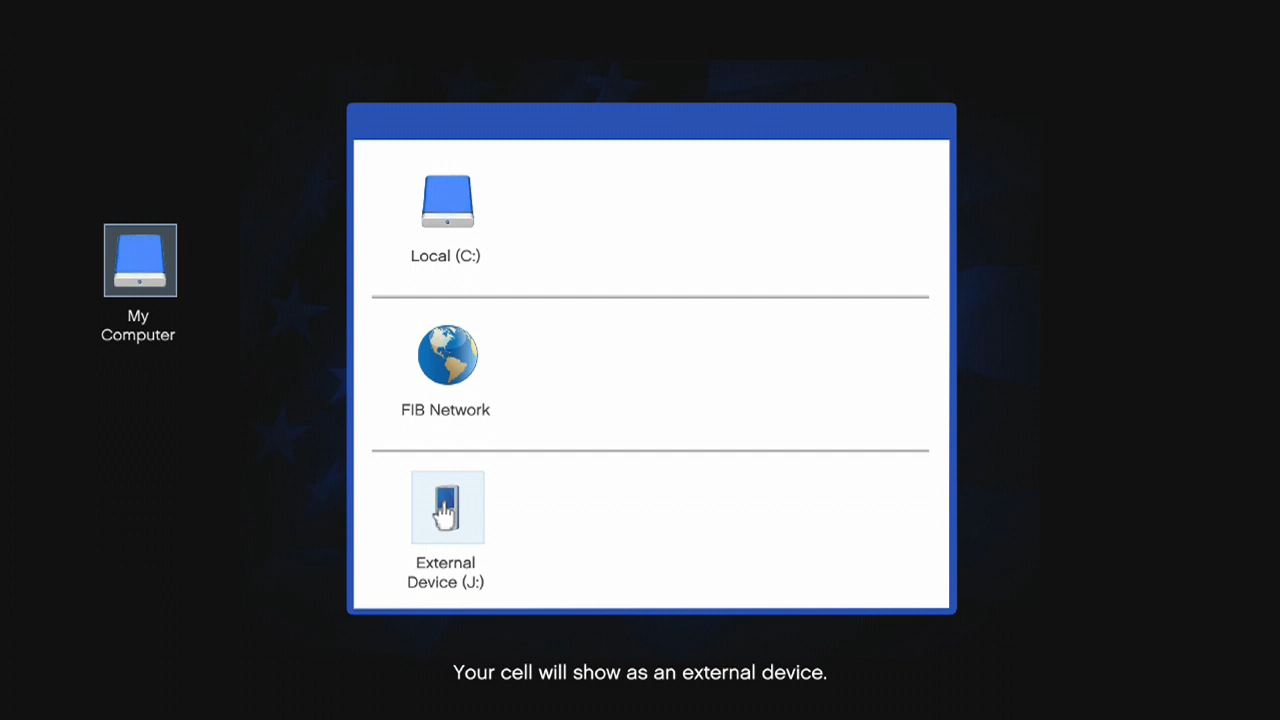 Local (C:)
My
Computer
FIB Network
External
Device (J:)
Your cell will show as an external device.